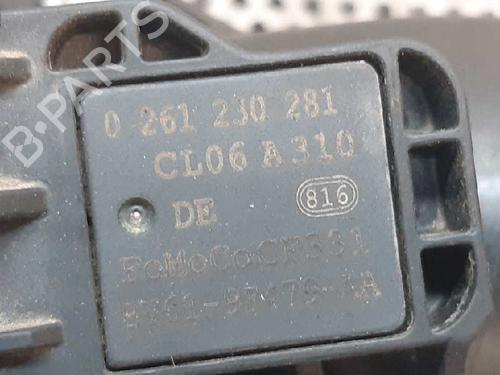 B-PARTS
0 261 230 281
CL06 A310
DE 816
FoMoCo